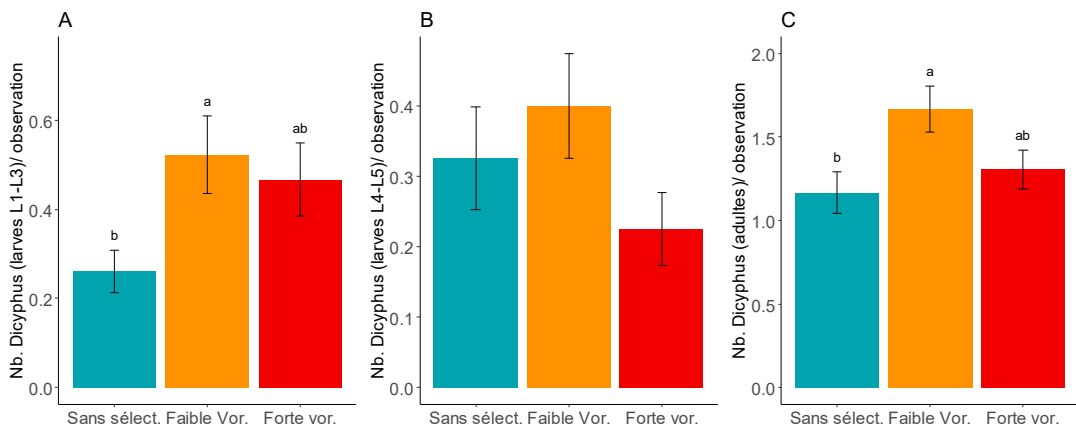 A
Nb. Dicyphus (larves L1-L3)/ observation
0.6
0.4
0.2
0.0
b
a
ab
Sans sélect. Faible Vor. Forte vor.
B
Nb. Dicyphus (larves L4-L5)/ observation
0.4
0.3
0.2
0.1
0.0
Sans sélect. Faible Vor. Forte vor.
C
Nb. Dicyphus (adultes)/ observation
2.0
1.5
1.0
0.5
0.0
b
a
ab
Sans sélect. Faible Vor. Forte vor.